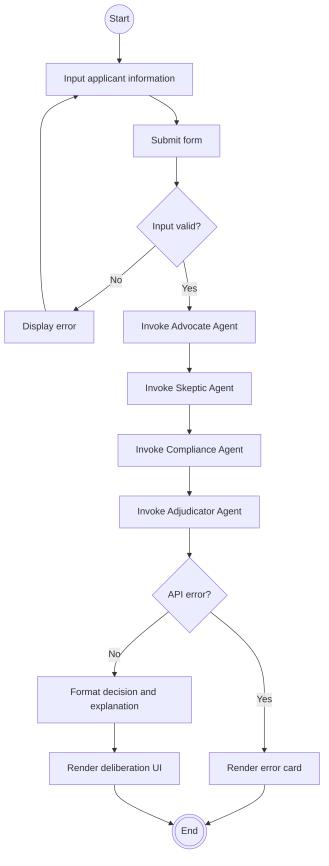 Start
Input applicant information
Submit form
Input valid?
No
Yes
Display error
Invoke Advocate Agent
Invoke Skeptic Agent
Invoke Compliance Agent
Invoke Adjudicator Agent
API error?
No
Yes
Format decision and
explanation
Render deliberation UI
Render error card
End